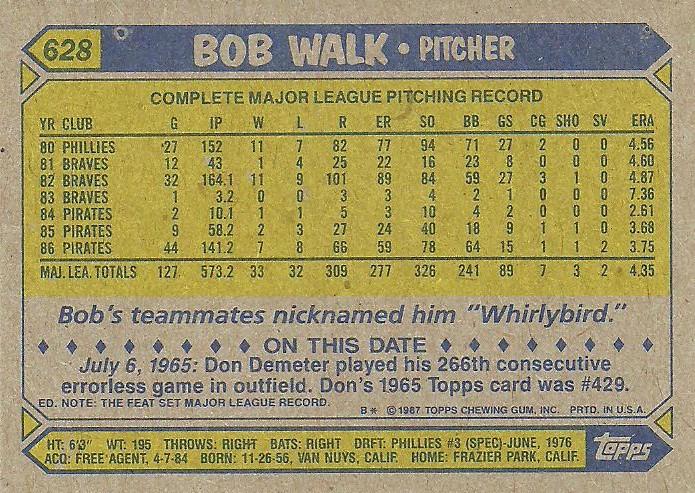 628 BOB WALK • PITCHER
COMPLETE MAJOR LEAGUE PITCHING RECORD
YR CLUB G IP W L R ER SO BB GS CG SHO SV ERA
80 PHILLIES 27 152 11 7 82 77 94 71 27 2 0 0 4.56
81 BRAVES 12 43 1 4 25 22 16 23 8 0 0 0 4.60
82 BRAVES 32 164.1 11 9 101 89 84 59 27 3 1 0 4.87
83 BRAVES 1 3.2 0 0 3 3 4 2 1 0 0 0 7.36
84 PIRATES 2 10.1 1 1 5 3 10 4 2 0 0 0 2.61
85 PIRATES 9 58.2 2 3 27 24 40 18 9 1 1 0 3.68
86 PIRATES 44 141.2 7 8 66 59 78 64 15 1 1 2 3.75
MAJ. LEA. TOTALS 127 573.2 33 32 309 277 326 241 89 7 3 2 4.35
Bob's teammates nicknamed him "Whirlybird."
♦ ♦ ♦ ♦ ♦ ♦ ♦ ♦ ON THIS DATE ♦ ♦ ♦ ♦ ♦ ♦ ♦ ♦
July 6, 1965: Don Demeter played his 266th consecutive
errorless game in outfield. Don's 1965 Topps card was #429.
ED. NOTE: THE FEAT SET MAJOR LEAGUE RECORD.
B* ©1987 TOPPS CHEWING GUM, INC. PRTD. IN U.S.A.
HT: 6'3" WT: 195 THROWS: RIGHT BATS: RIGHT DRFT: PHILLIES #3 (SPEC)-JUNE, 1976
ACQ: FREE AGENT, 4-7-84 BORN: 11-26-56, VAN NUYS, CALIF. HOME: FRAZIER PARK, CALIF.
Topps